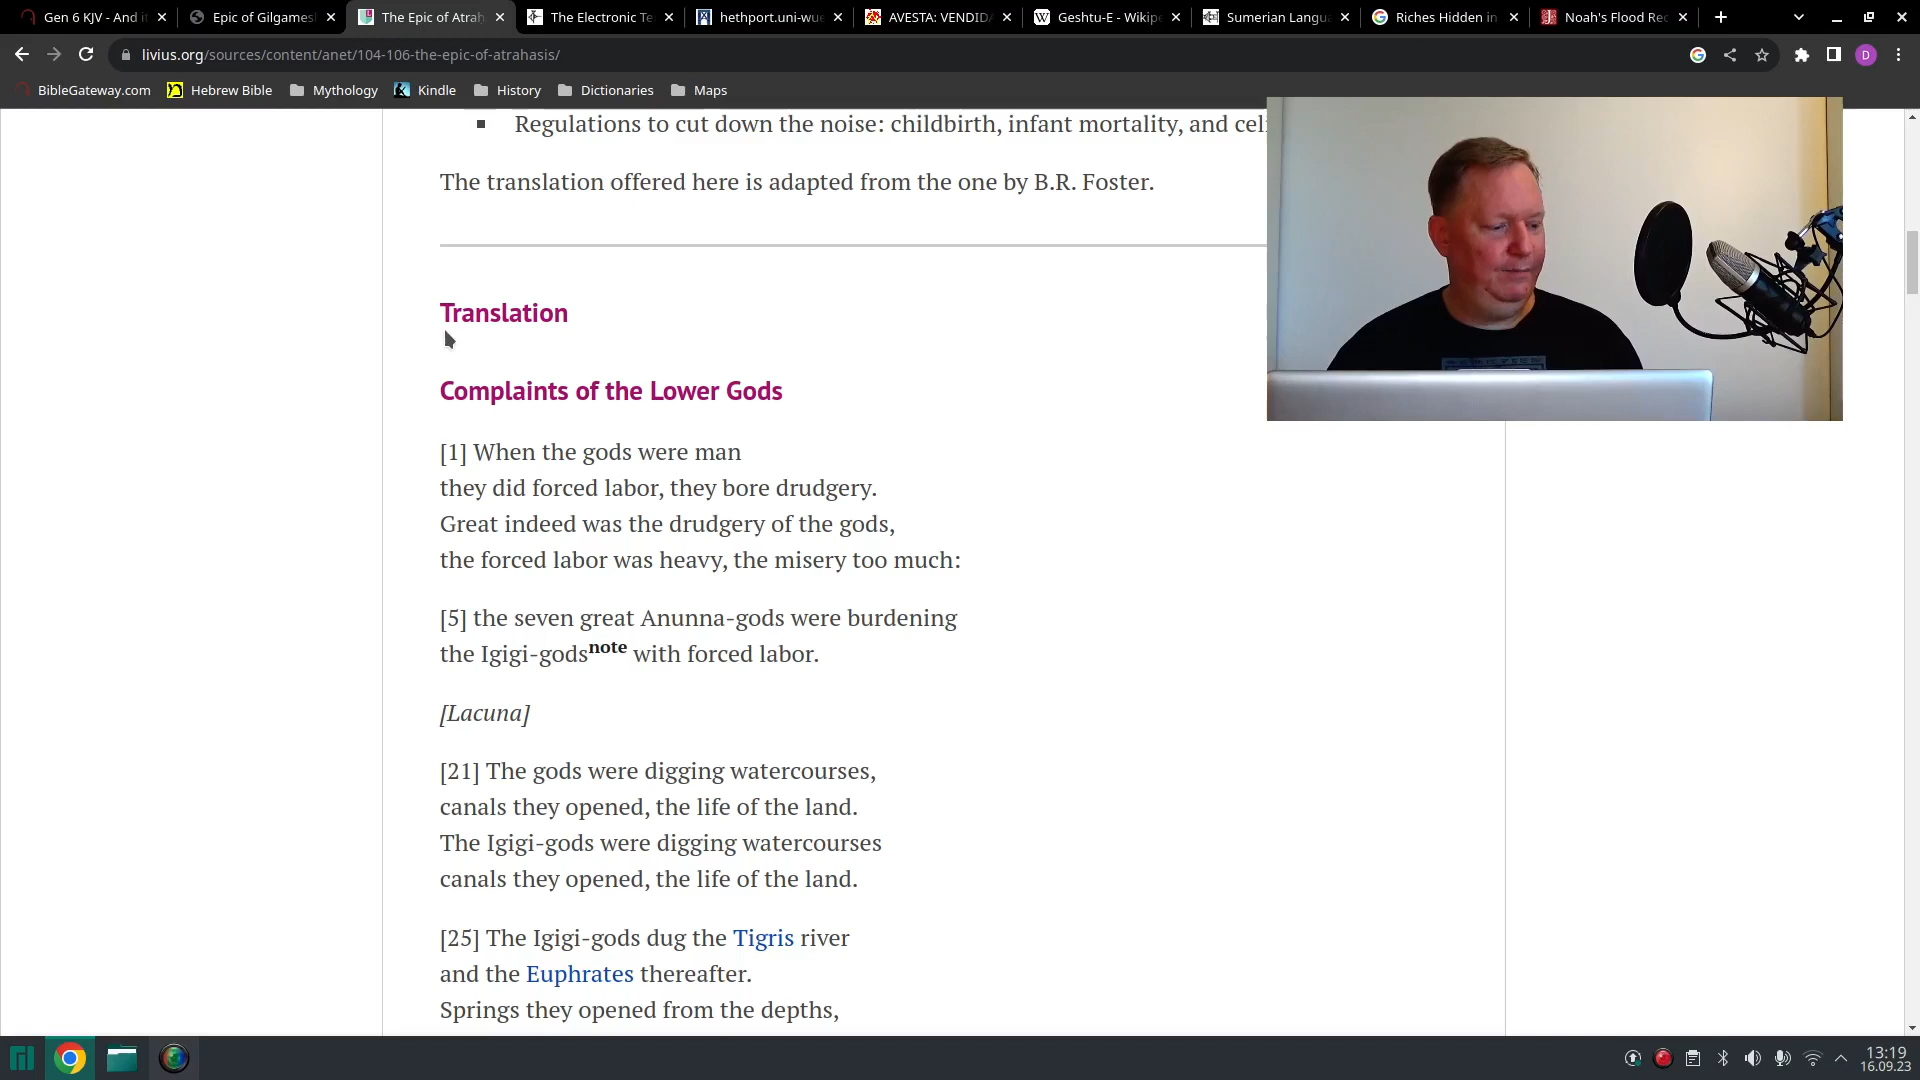 Gen 6 KJV - And it
Epic of Gilgamesh
The Epic of Atrah
The Electronic Te
hethport.uni-wue
AVESTA: VENDIDA
Geshtu-E - Wikipe
Sumerian Langua
Riches Hidden in
Noah's Flood Rec
livius.org/sources/content/anet/104-106-the-epic-of-atrahasis/
D
BibleGateway.com
Hebrew Bible
Mythology
Kindle
History
Dictionaries
Maps
Regulations to cut down the noise: childbirth, infant mortality, and celi
The translation offered here is adapted from the one by B.R. Foster.
Translation
Complaints of the Lower Gods
[1] When the gods were man
they did forced labor, they bore drudgery.
Great indeed was the drudgery of the gods,
the forced labor was heavy, the misery too much:
[5] the seven great Anunna-gods were burdening
the Igigi-godsnote with forced labor.
[Lacuna]
[21] The gods were digging watercourses,
canals they opened, the life of the land.
The Igigi-gods were digging watercourses
canals they opened, the life of the land.
[25] The Igigi-gods dug the Tigris river
and the Euphrates thereafter.
Springs they opened from the depths,
13:19
16.09.23